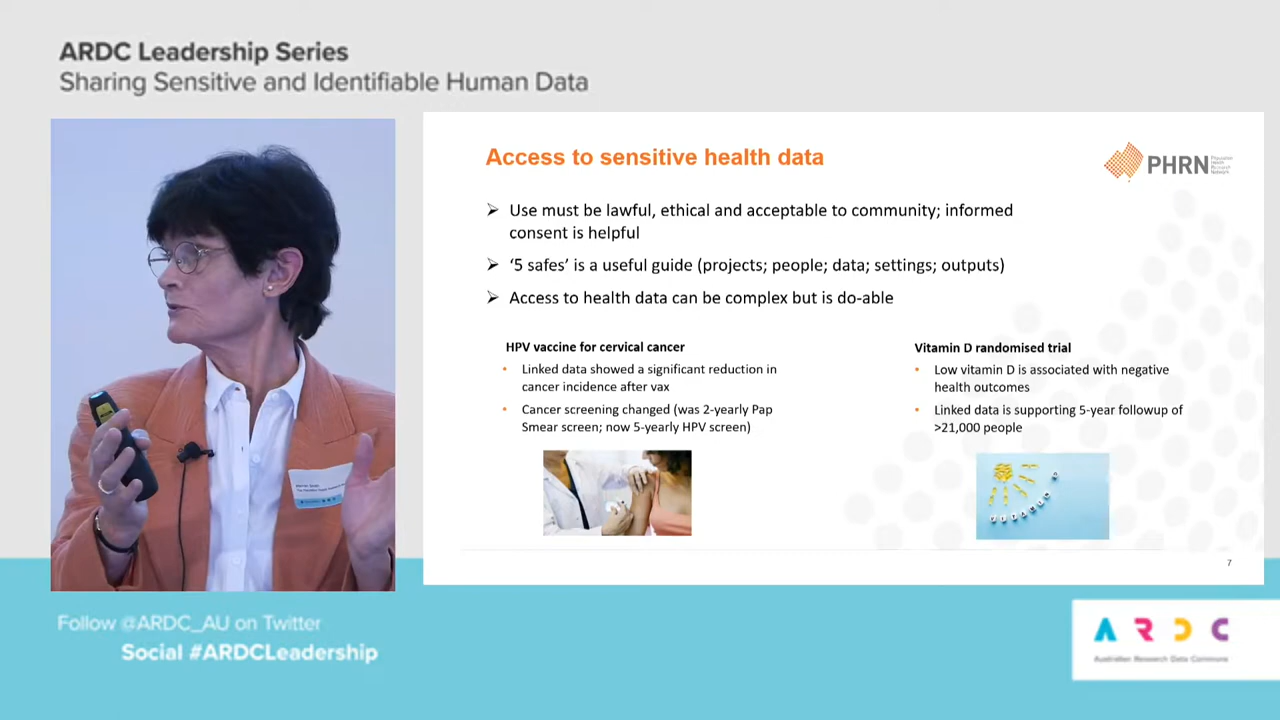 ARDC Leadership Series
Sharing Sensitive and Identifiable Human Data
Access to sensitive health data
PHRN
➢ Use must be lawful, ethical and acceptable to community; informed
consent is helpful
➢ ‘5 safes’ is a useful guide (projects; people; data; settings; outputs)
➢ Access to health data can be complex but is do-able
HPV vaccine for cervical cancer
• Linked data showed a significant reduction in
cancer incidence after vax
• Cancer screening changed (was 2-yearly Pap
Smear screen; now 5-yearly HPV screen)
Vitamin D randomised trial
• Low vitamin D is associated with negative
health outcomes
• Linked data is supporting 5-year followup of
>21,000 people
VITAMIN D
7
Follow @ARDC_AU on Twitter
Social #ARDCLeadership
ARDC
Australian Research Data Commons